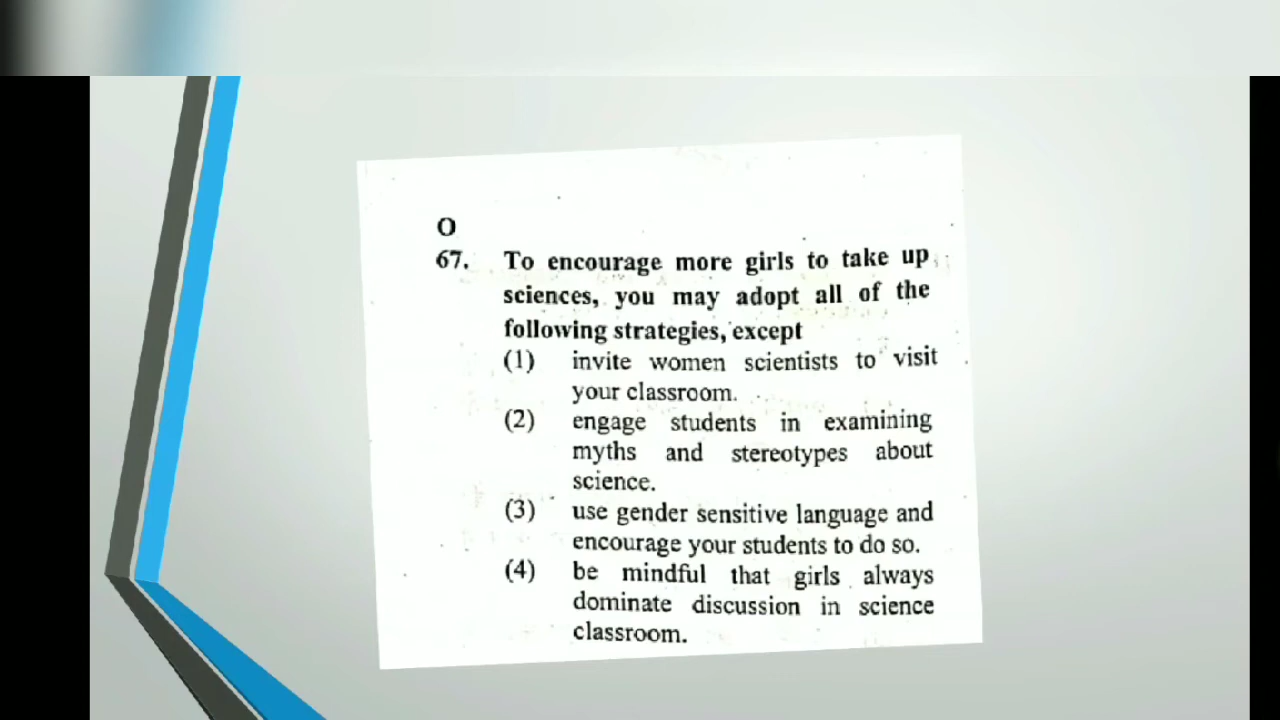 O
67. To encourage more girls to take up
sciences, you may adopt all of the
following strategies, except
(1) invite women scientists to visit
your classroom.
(2) engage students in examining
myths and stereotypes about
science.
(3) use gender sensitive language and
encourage your students to do so.
(4) be mindful that girls always
dominate discussion in science
classroom.